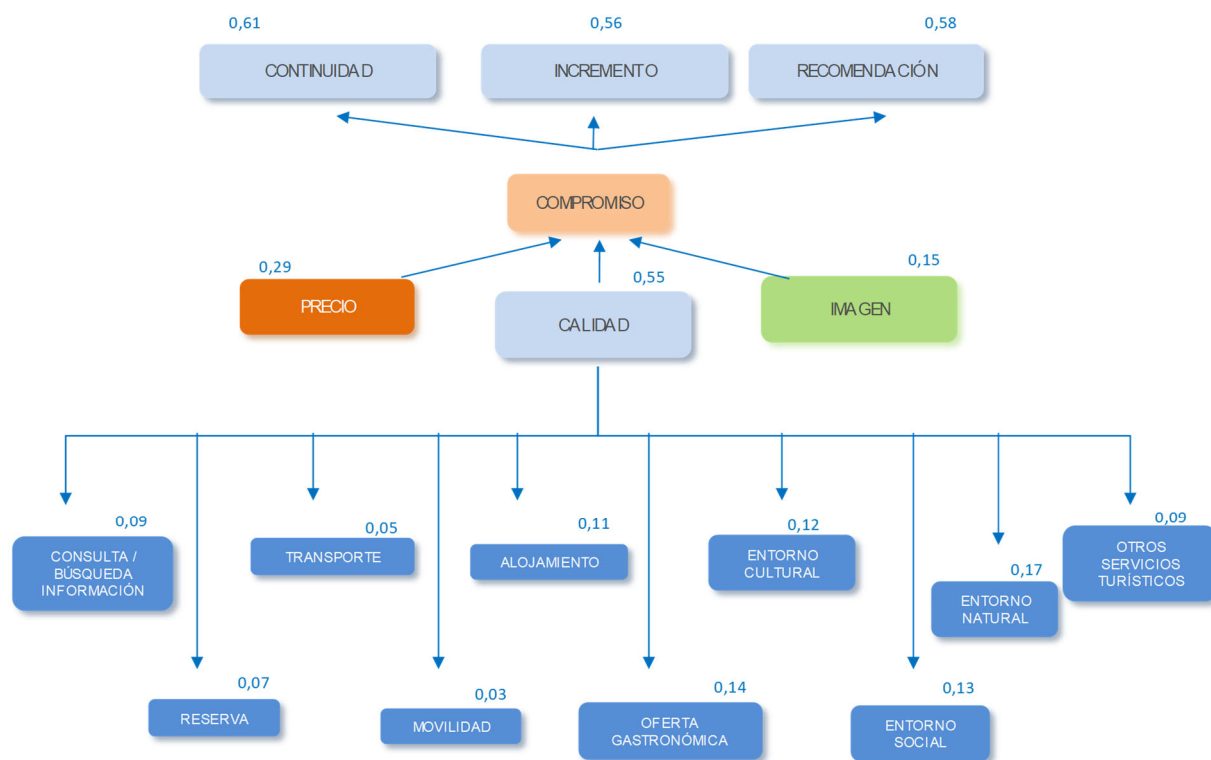 0,61
0,56
0,58
CONTINUIDAD
INCREMENTO
RECOMENDACIÓN
COMPROMISO
0,29
0,55
0,15
PRECIO
CALIDAD
IMAGEN
0,09
0,05
0,11
0,12
0,09
CONSULTA /
BÚSQUEDA
INFORMACIÓN
TRANSPORTE
ALOJAMIENTO
ENTORNO
CULTURAL
OTROS
SERVICIOS
TURÍSTICOS
0,17
ENTORNO
NATURAL
0,07
0,03
0,14
0,13
RESERVA
MOVILIDAD
OFERTA
GASTRONÓMICA
ENTORNO
SOCIAL